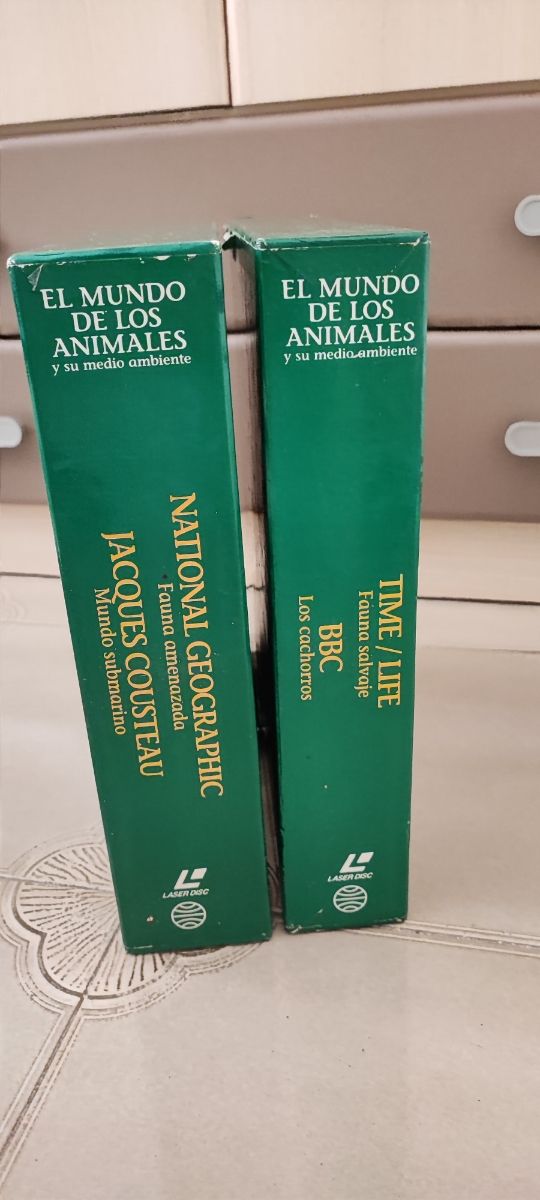 EL MUNDO
DE LOS
ANIMALES
y su medio ambiente
NATIONAL GEOGRAPHIC
Fauna amenazada
JACQUES COUSTEAU
Mundo submarino
LASER DISC
EL MUNDO
DE LOS
ANIMALES
y su medio ambiente
TIME / LIFE
Fauna salvaje
BBC
Los cachorros
LASER DISC